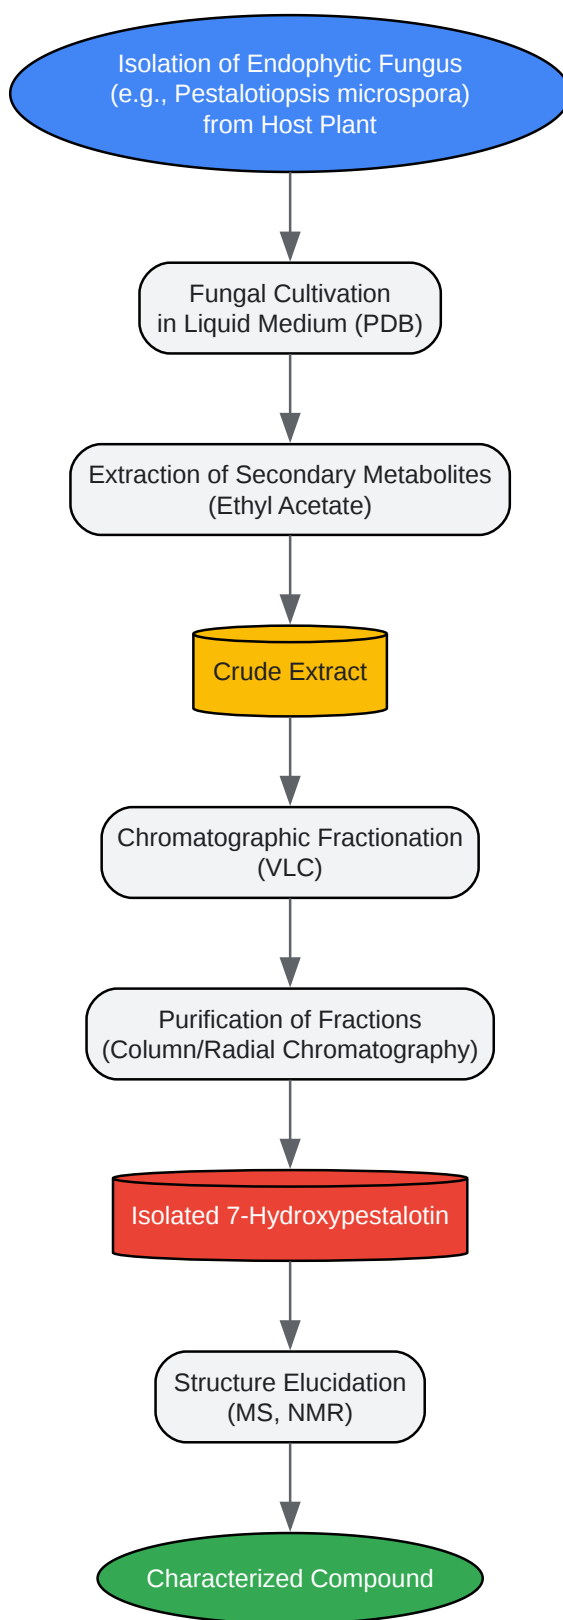 Isolation of Endophytic Fungus
(e.g., Pestalotiopsis microspora)
from Host Plant
Fungal Cultivation
in Liquid Medium (PDB)
Extraction of Secondary Metabolites
(Ethyl Acetate)
Crude Extract
Chromatographic Fractionation
(VLC)
Purification of Fractions
(Column/Radial Chromatography)
Isolated 7-Hydroxypestalotin
Structure Elucidation
(MS, NMR)
Characterized Compound